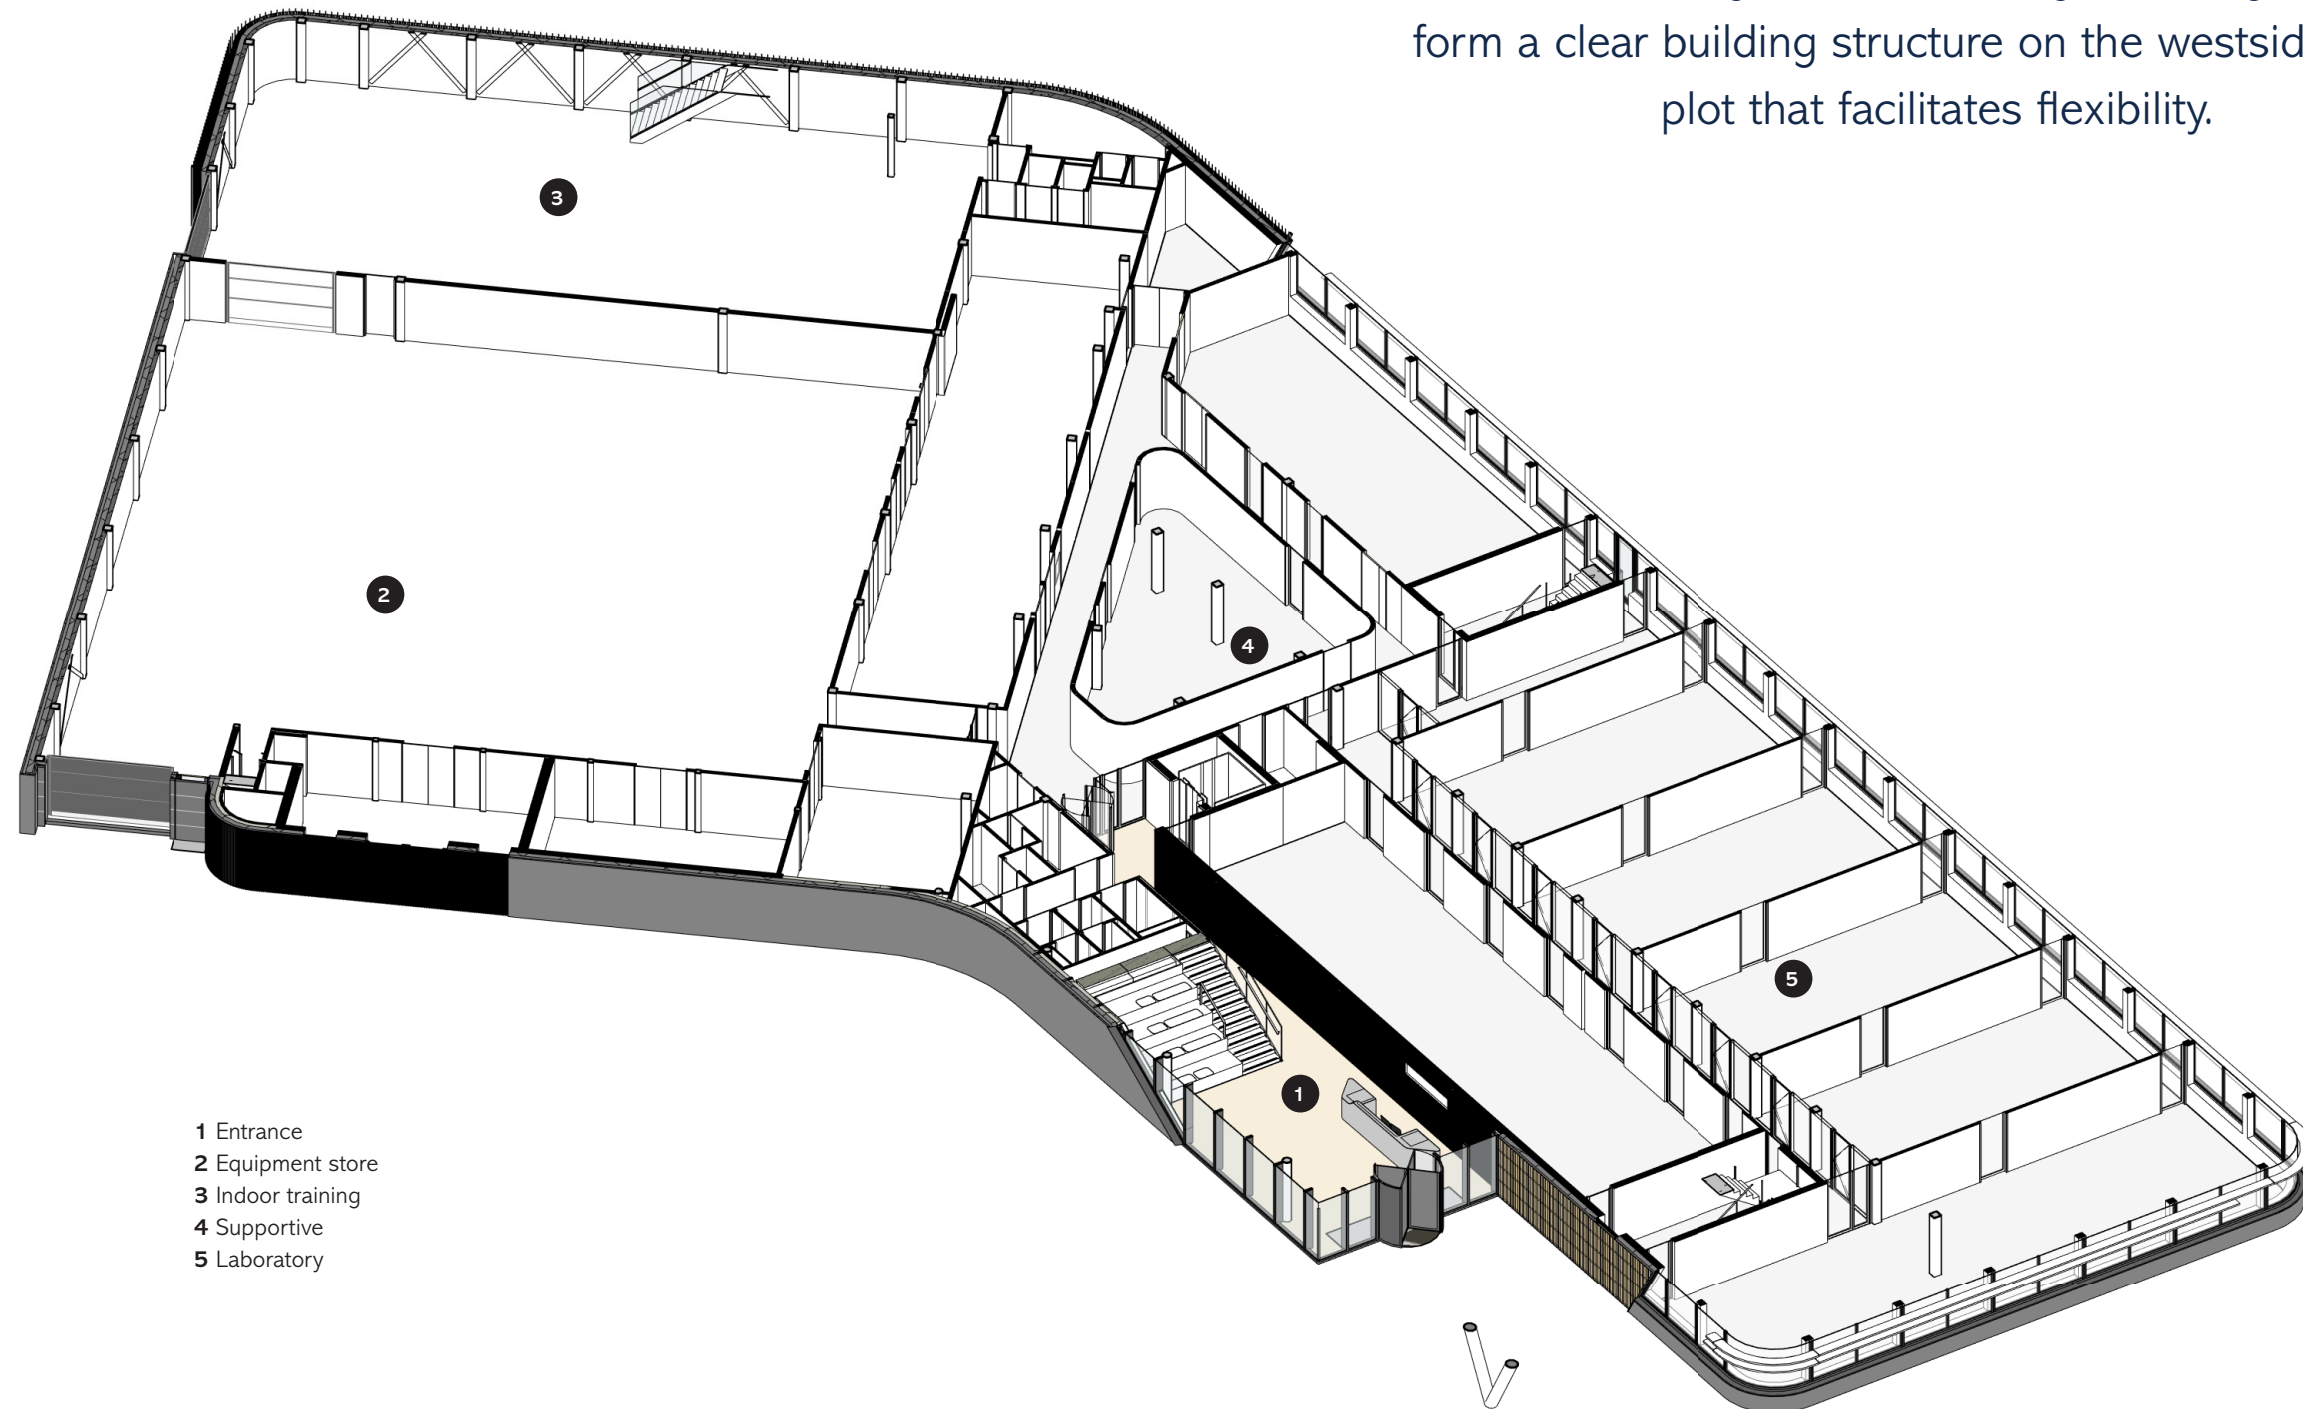 form a clear building structure on the westsid
plot that facilitates flexibility.
3
2
4
5
1
1 Entrance
2 Equipment store
3 Indoor training
4 Supportive
5 Laboratory